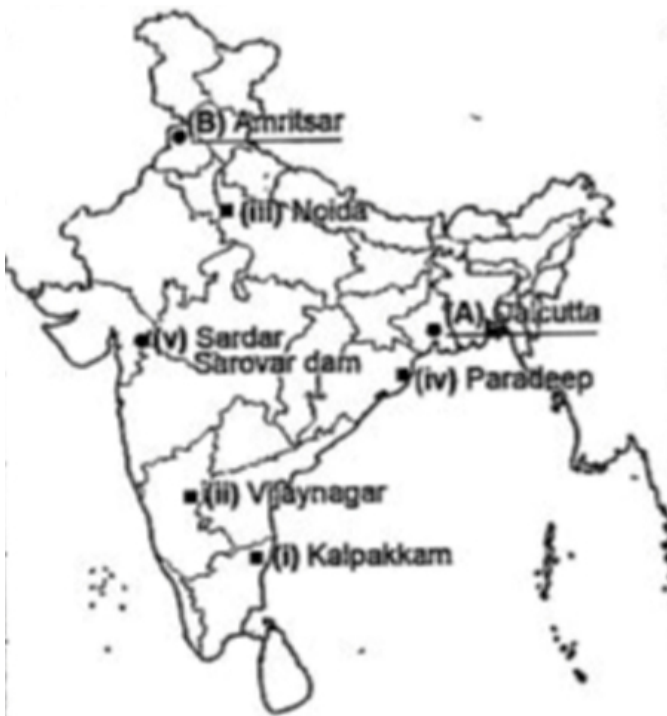 (B) Amritsar
(iii) Noida
(A) Calcutta
(v) Sardar
Sarovar dam
(iv) Paradeep
(ii) Vijaynagar
(i) Kalpakkam